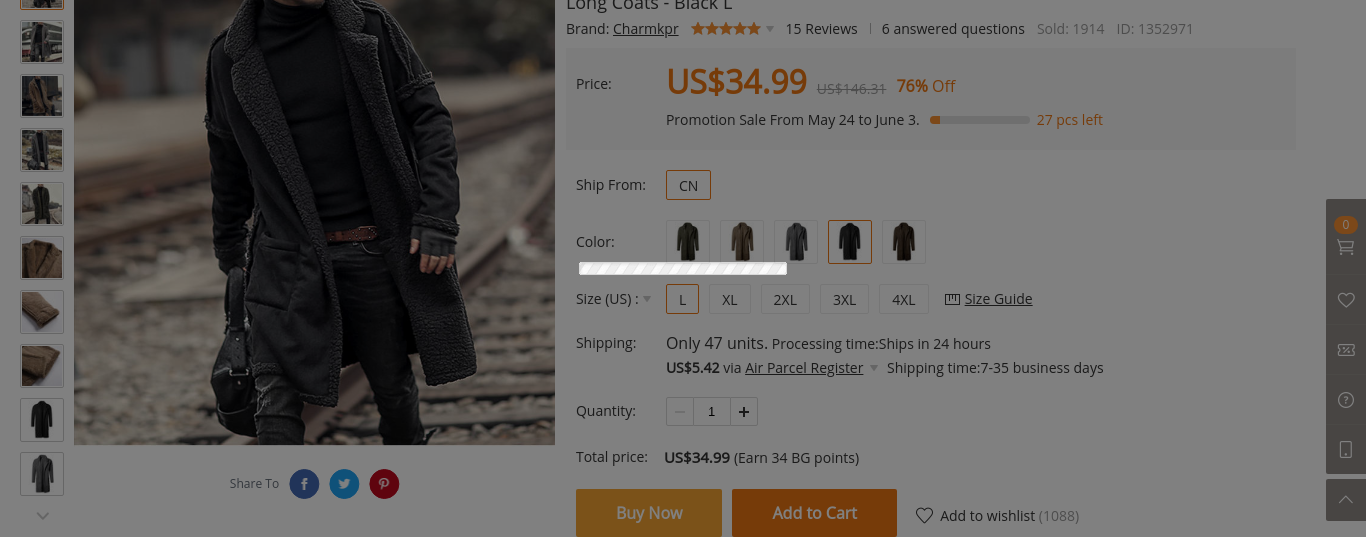 Long Coats - Black L
Brand: Charmkpr 15 Reviews 6 answered questions Sold: 1914 ID: 1352971
Price: US$34.99 US$146.31 76% Off
Promotion Sale From May 24 to June 3. 27 pcs left
Ship From: CN
0
Color:
Size (US) : L XL 2XL 3XL 4XL Size Guide
Shipping: Only 47 units. Processing time:Ships in 24 hours
US$5.42 via Air Parcel Register Shipping time:7-35 business days
Quantity: 1
Total price: US$34.99 (Earn 34 BG points)
Share To
Buy Now Add to Cart Add to wishlist (1088)